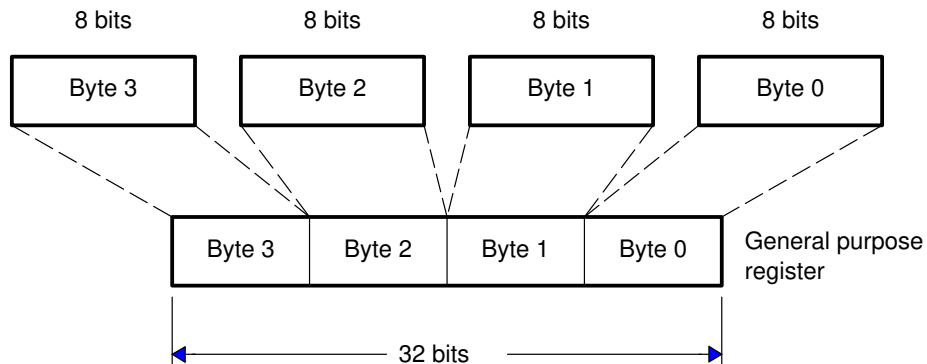 8 bits 8 bits 8 bits 8 bits
Byte 3 Byte 2 Byte 1 Byte 0
Byte 3 Byte 2 Byte 1 Byte 0
General purpose
register
32 bits